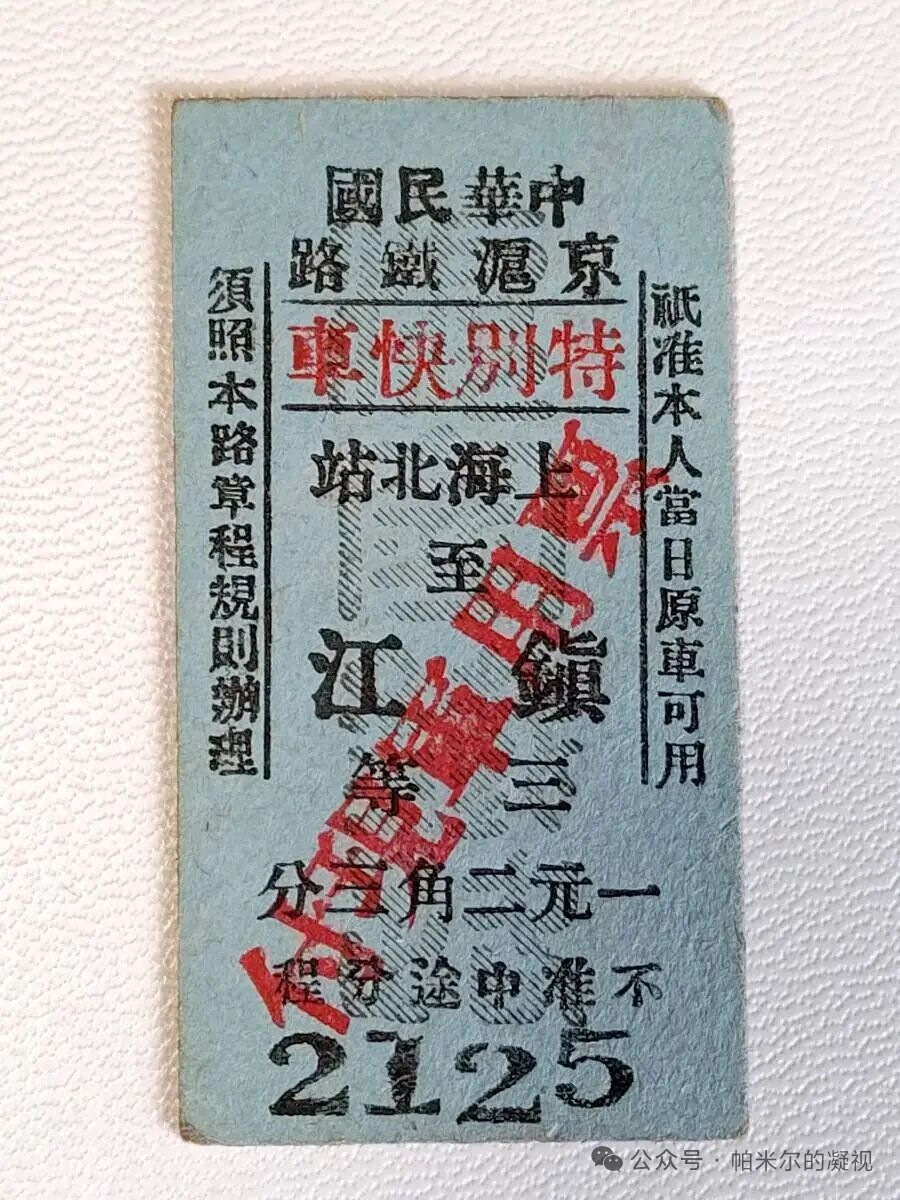 中華民國
京滬鐵路
特別快車
祇准本人當日原車可用
上海北站
至
鎭江
三等
一元二角三分
不准中途分程
2125
須照本路章程規則辦理
軍用
公众号 · 帕米尔的凝视